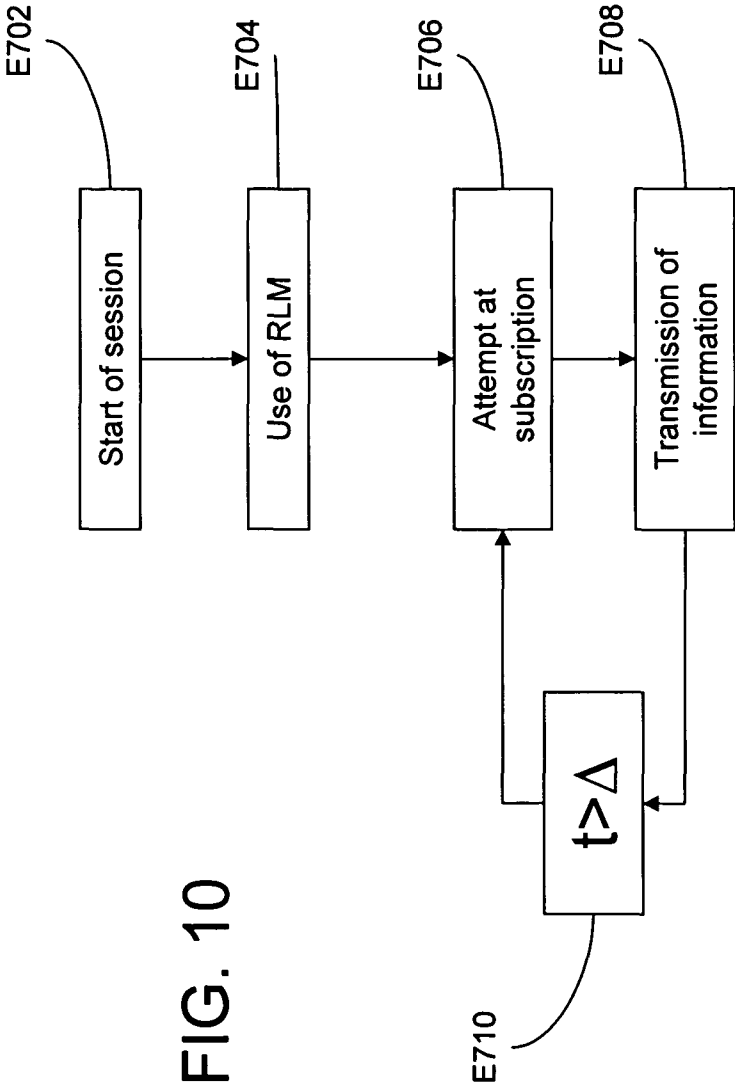 E702
Start of session
E704
Use of RLM
E706
Attempt at
subscription
E708
Transmission of
information
t>Δ
E710
FIG. 10